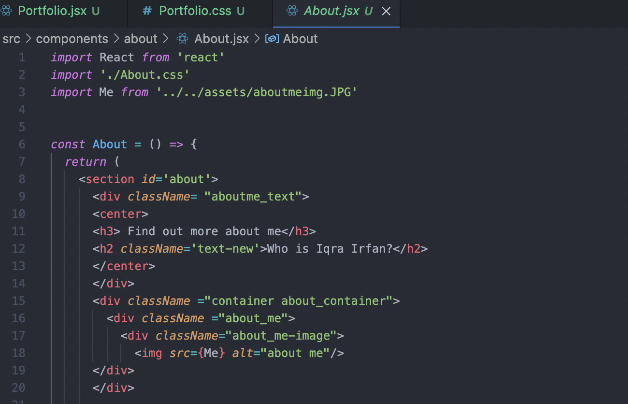 Portfolio.jsx U
# Portfolio.css U
About.jsx U ×
src > components > about > About.jsx > About
1 import React from 'react'
2 import './About.css'
3 import Me from '../../assets/aboutmeimg.JPG'
4
5
6 const About = () => {
7 return (
8 <section id='about'>
9 <div className= "aboutme_text">
10 <center>
11 <h3> Find out more about me</h3>
12 <h2 className='text-new'>Who is Iqra Irfan?</h2>
13 </center>
14 </div>
15 <div className ="container about_container">
16 <div className ="about_me">
17 <div className="about_me-image">
18 <img src={Me} alt="about me"/>
19 </div>
20 </div>